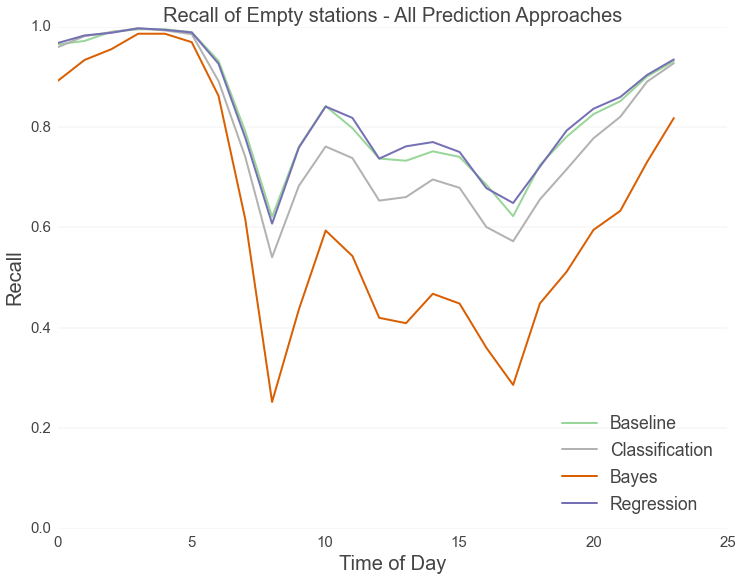 Recall of Empty stations - All Prediction Approaches
1.0
0.8
0.6
0.4
0.2
0.0
Recall
Baseline
Classification
Bayes
Regression
0 5 10 15 20 25
Time of Day